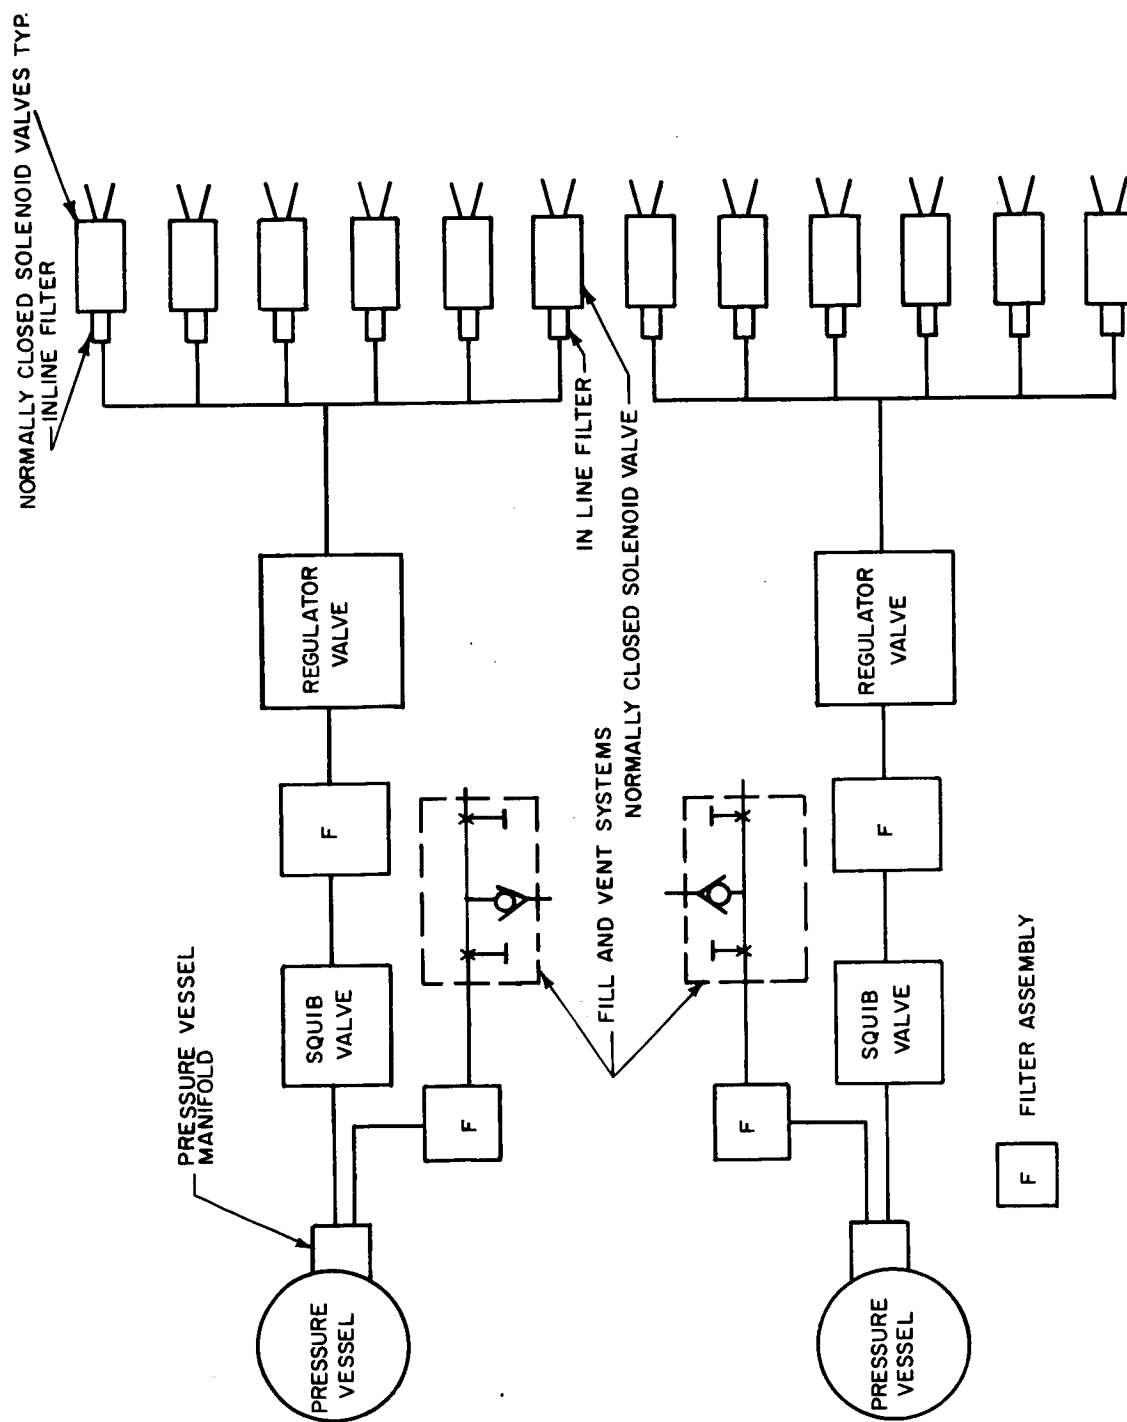 NORMALLY CLOSED SOLENOID VALVES TYP.
INLINE FILTER
PRESSURE VESSEL
MANIFOLD
PRESSURE
VESSEL
SQUIB
VALVE
F
REGULATOR
VALVE
F
IN LINE FILTER
FILL AND VENT SYSTEMS
NORMALLY CLOSED SOLENOID VALVE
F
PRESSURE
VESSEL
SQUIB
VALVE
F
REGULATOR
VALVE
F FILTER ASSEMBLY